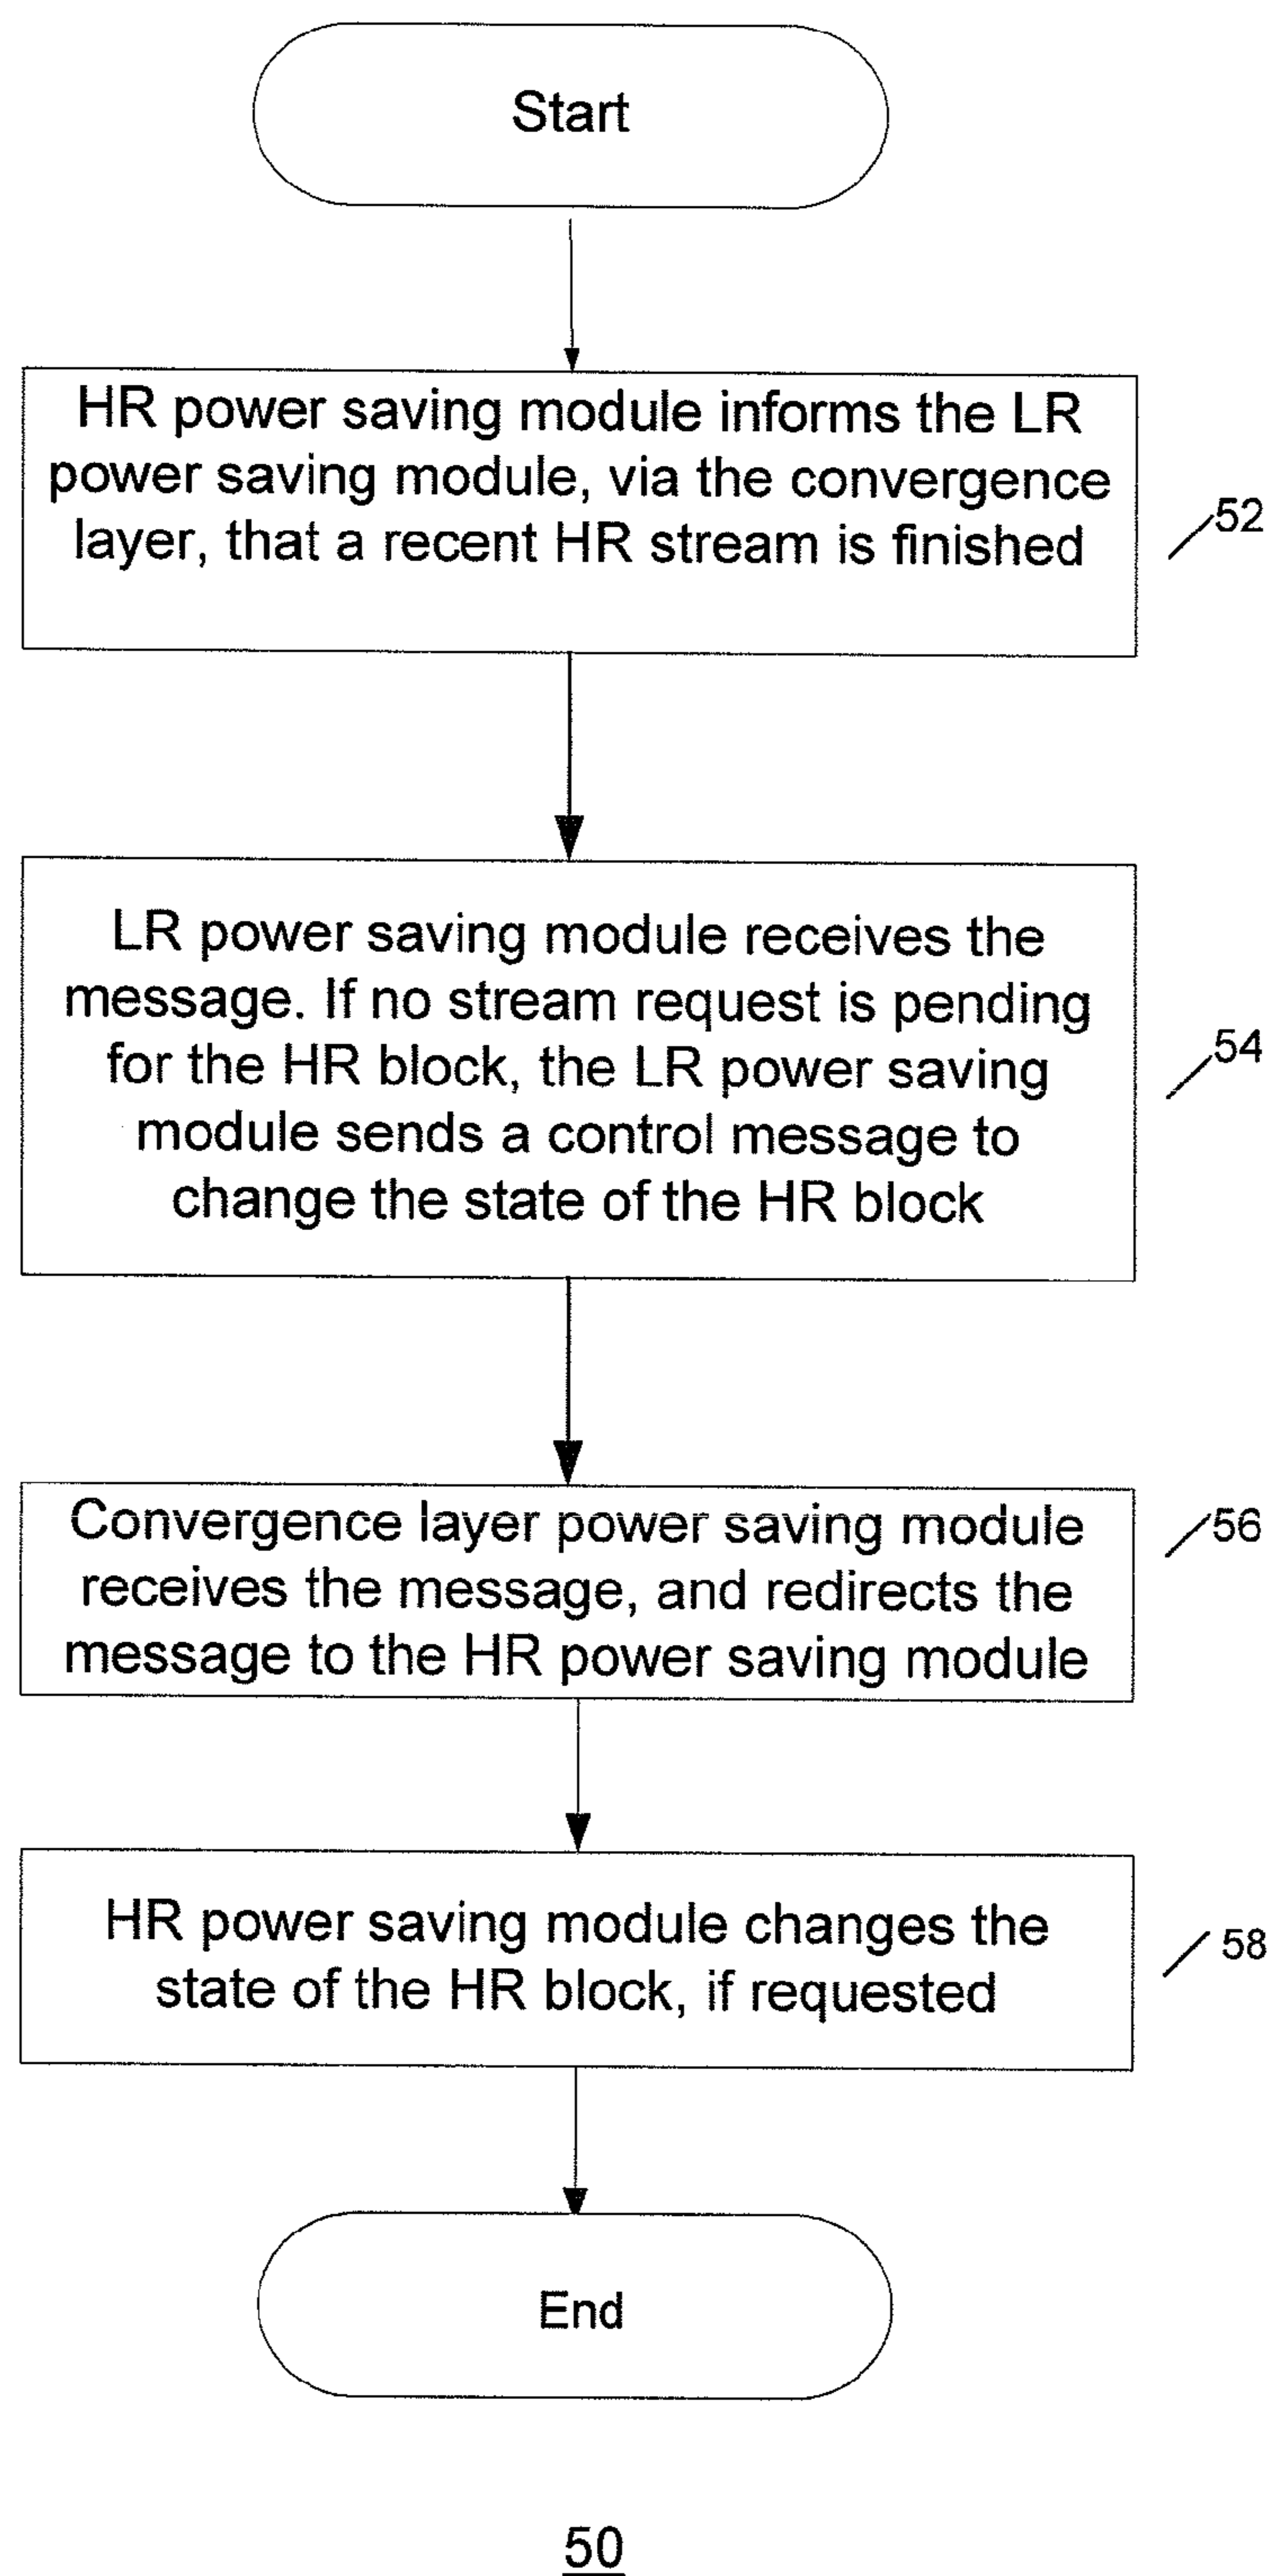 Start
HR power saving module informs the LR
power saving module, via the convergence
layer, that a recent HR stream is finished
52
LR power saving module receives the
message. If no stream request is pending
for the HR block, the LR power saving
module sends a control message to
change the state of the HR block
54
Convergence layer power saving module
receives the message, and redirects the
message to the HR power saving module
56
HR power saving module changes the
state of the HR block, if requested
58
End
50